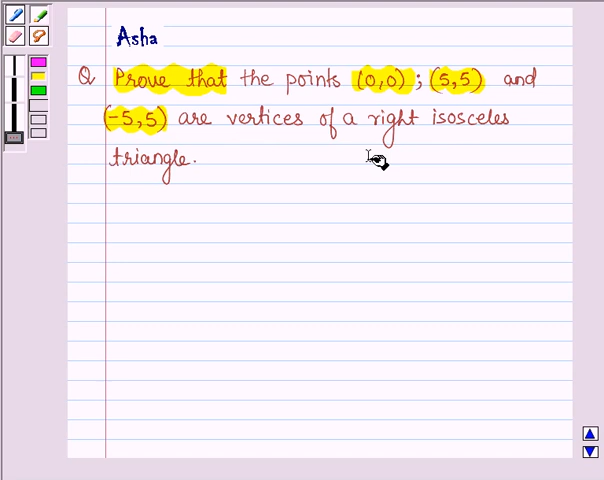 Asha
Q Prove that the points (0,0) ; (5,5) and
(-5,5) are vertices of a right isosceles
triangle.